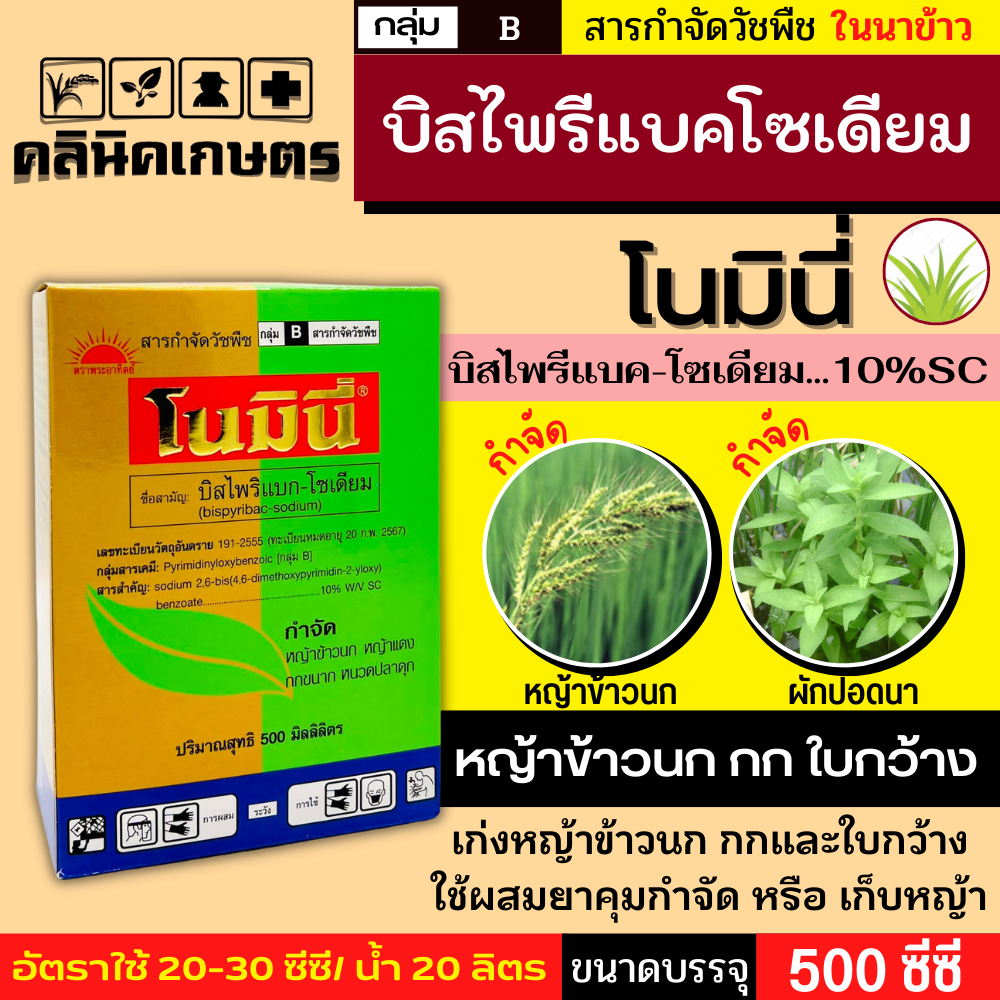 กลุ่ม B สารกำจัดวัชพืช ในนาข้าว
คลินิคเกษตร
บิสไพรีแบคโซเดียม
โนมินี่
บิสไพรีแบค-โซเดียม...10%SC
สารกำจัดวัชพืช กลุ่ม B สารกำจัดวัชพืช
ตราพระอาทิตย์
โนมินี่®
ชื่อสามัญ: บิสไพริแบก-โซเดียม
(bispyribac-sodium)
เลขทะเบียนวัตถุอันตราย 191-2555 (ทะเบียนหมดอายุ 20 ก.พ. 2567)
กลุ่มสารเคมี: Pyrimidinyloxybenzoic [กลุ่ม B]
สารสำคัญ: sodium 2,6-bis(4,6-dimethoxypyrimidin-2-yloxy)
benzoate..........10% W/V SC
กำจัด
หญ้าข้าวนก หญ้าแดง
กกขนาก หนวดปลาดุก
ปริมาณสุทธิ 500 มิลลิลิตร
การผสม ระวัง การใช้
กำจัด กำจัด
หญ้าข้าวนก ผักปอดนา
หญ้าข้าวนก กก ใบกว้าง
เก่งหญ้าข้าวนก กกและใบกว้าง
ใช้ผสมยาคุมกำจัด หรือ เก็บหญ้า
อัตราใช้ 20-30 ซีซี/ น้ำ 20 ลิตร ขนาดบรรจุ 500 ซีซี